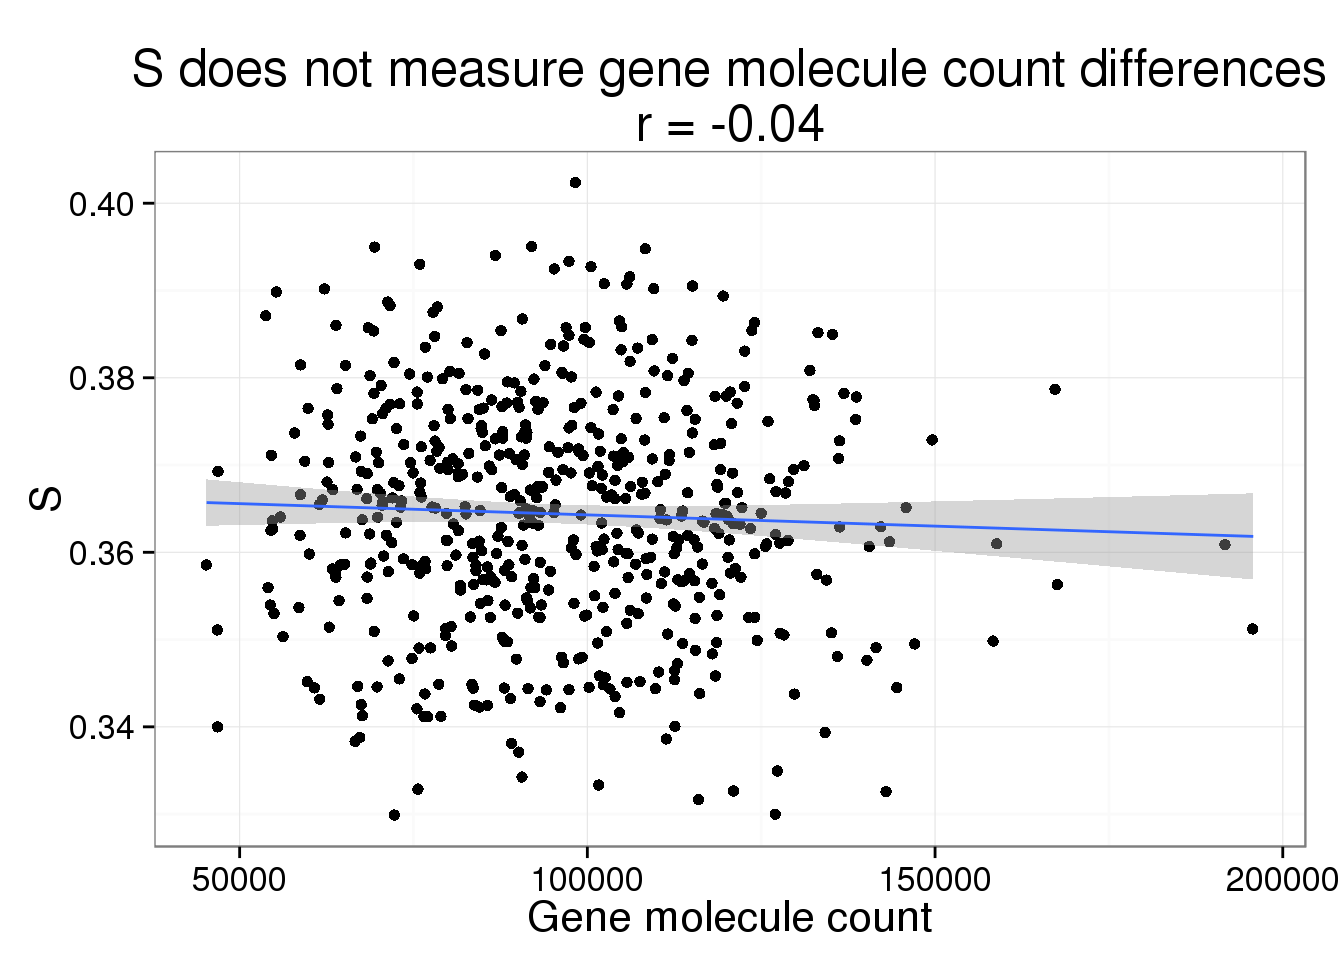 S does not measure gene molecule count differences
r = -0.04
0.40
0.38
0.36
0.34
S
50000
100000
150000
200000
Gene molecule count